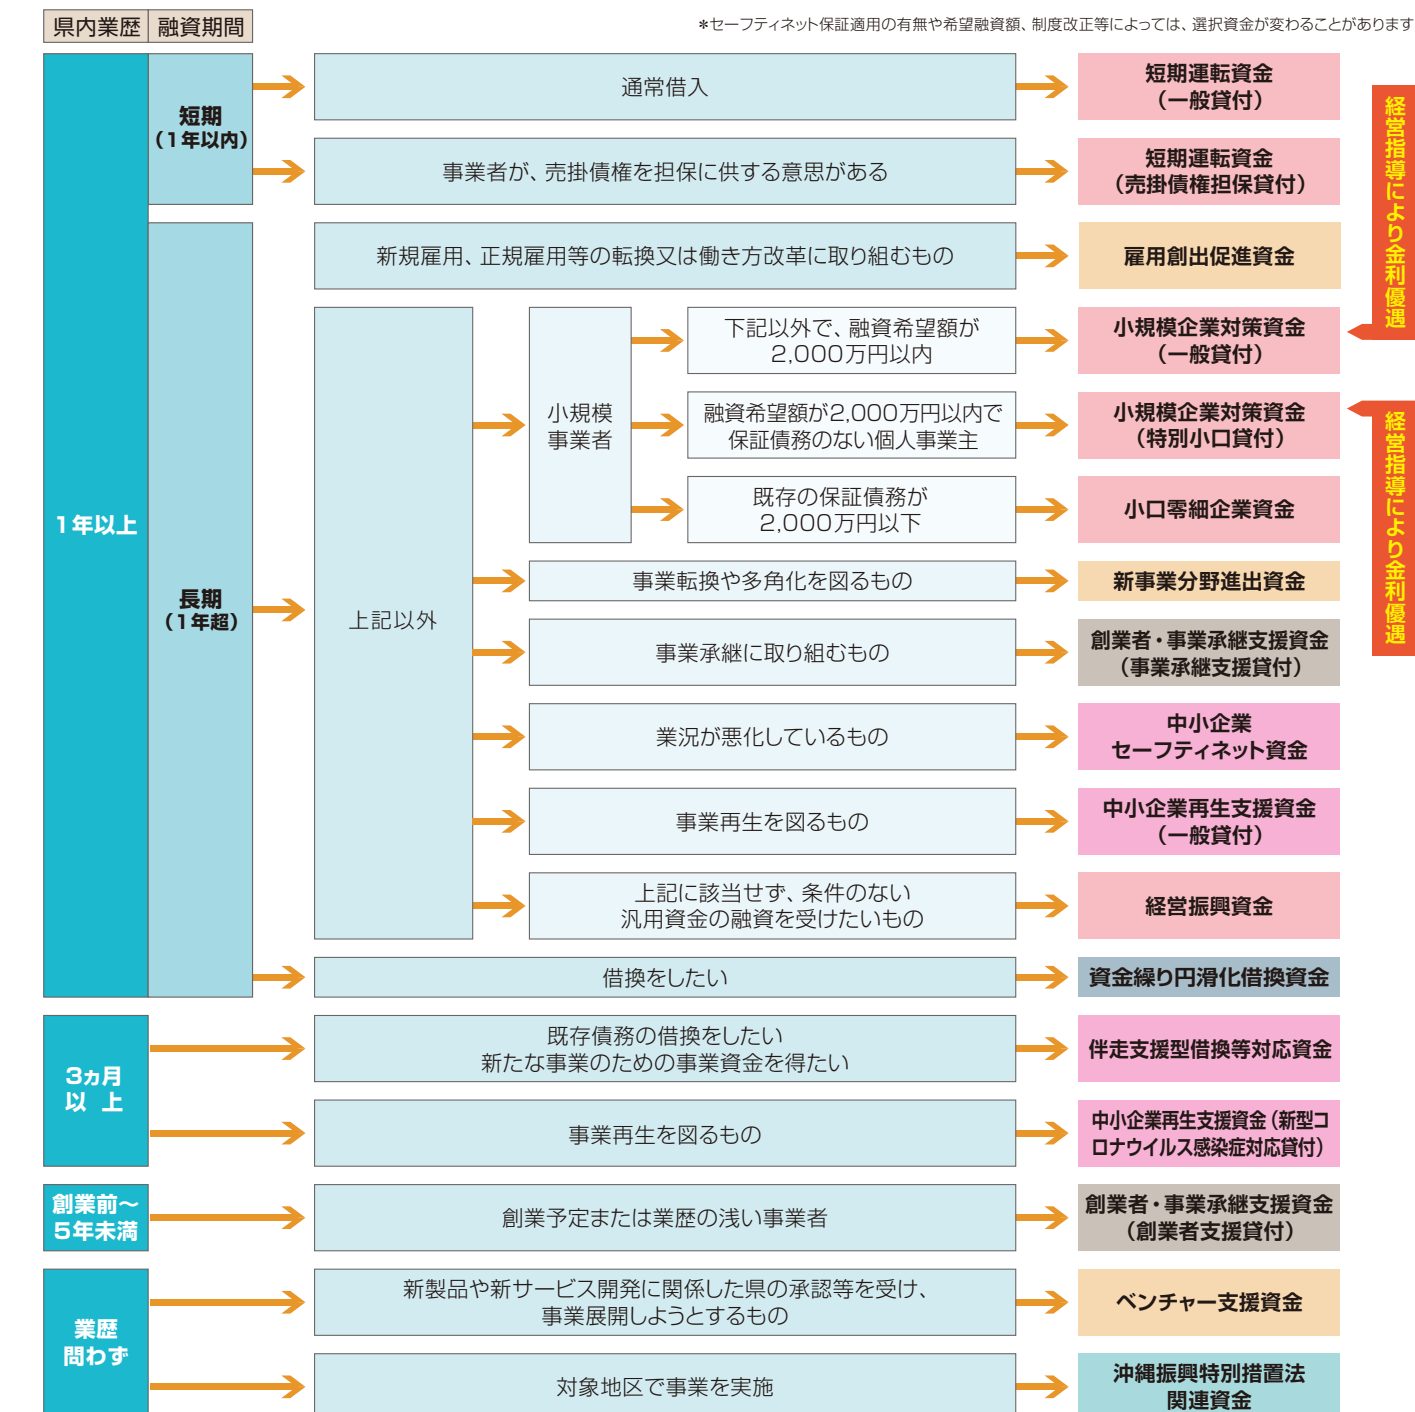 県内業歴 融資期間
*セーフティネット保証適用の有無や希望融資額、制度改正等によっては、選択資金が変わることがあります
1年以上
短期
（1年以内）
通常借入
短期運転資金
（一般貸付）
事業者が、売掛債権を担保に供する意思がある
短期運転資金
（売掛債権担保貸付）
長期
（1年超）
新規雇用、正規雇用等の転換又は働き方改革に取り組むもの
雇用創出促進資金
上記以外
小規模
事業者
下記以外で、融資希望額が
2,000万円以内
小規模企業対策資金
（一般貸付）
経営指導により金利優遇
融資希望額が2,000万円以内で
保証債務のない個人事業主
小規模企業対策資金
（特別小口貸付）
経営指導により金利優遇
既存の保証債務が
2,000万円以下
小口零細企業資金
事業転換や多角化を図るもの
新事業分野進出資金
事業承継に取り組むもの
創業者・事業承継支援資金
（事業承継支援貸付）
業況が悪化しているもの
中小企業
セーフティネット資金
事業再生を図るもの
中小企業再生支援資金
（一般貸付）
上記に該当せず、条件のない
汎用資金の融資を受けたいもの
経営振興資金
借換をしたい
資金繰り円滑化借換資金
3ヵ月
以 上
既存債務の借換をしたい
新たな事業のための事業資金を得たい
伴走支援型借換等対応資金
事業再生を図るもの
中小企業再生支援資金（新型コ
ロナウイルス感染症対応貸付）
創業前～
5年未満
創業予定または業歴の浅い事業者
創業者・事業承継支援資金
（創業者支援貸付）
業歴
問わず
新製品や新サービス開発に関係した県の承認等を受け、
事業展開しようとするもの
ベンチャー支援資金
対象地区で事業を実施
沖縄振興特別措置法
関連資金